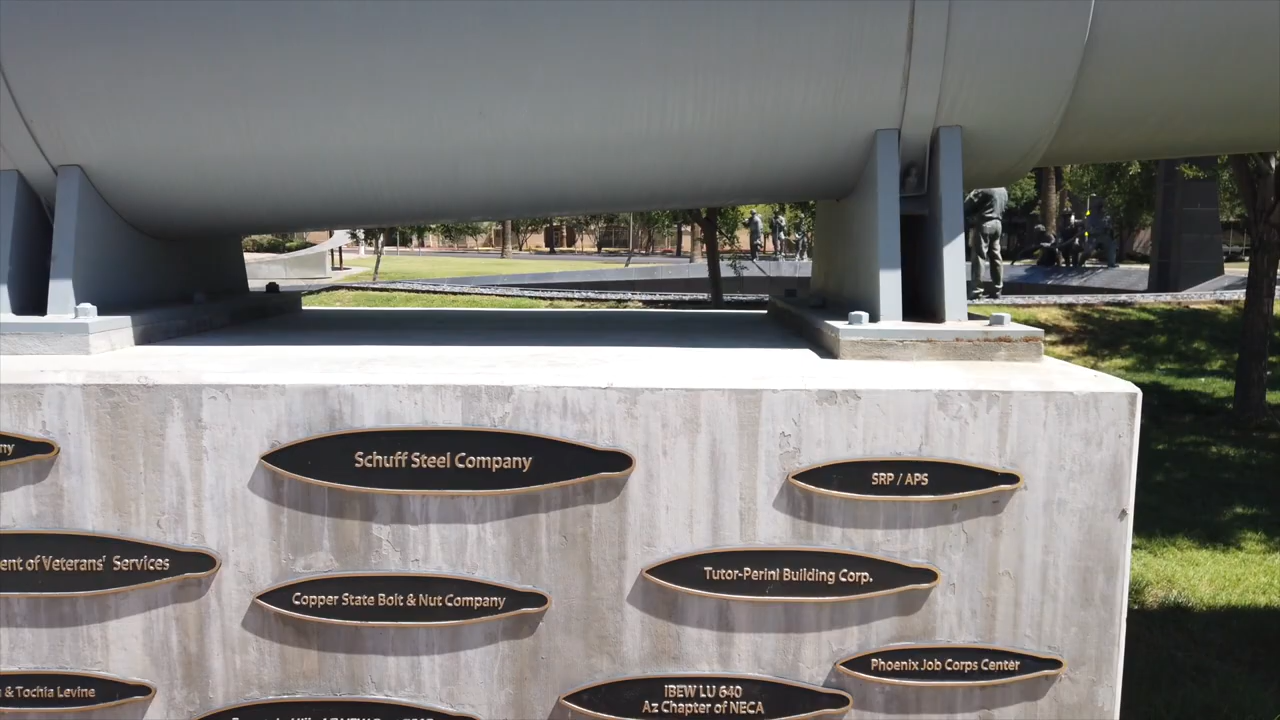 Schuff Steel Company
SRP / APS
ent of Veterans' Services
Tutor-Perini Building Corp.
Copper State Bolt & Nut Company
Phoenix Job Corps Center
& Tochia Levine
IBEW LU 640
Az Chapter of NECA